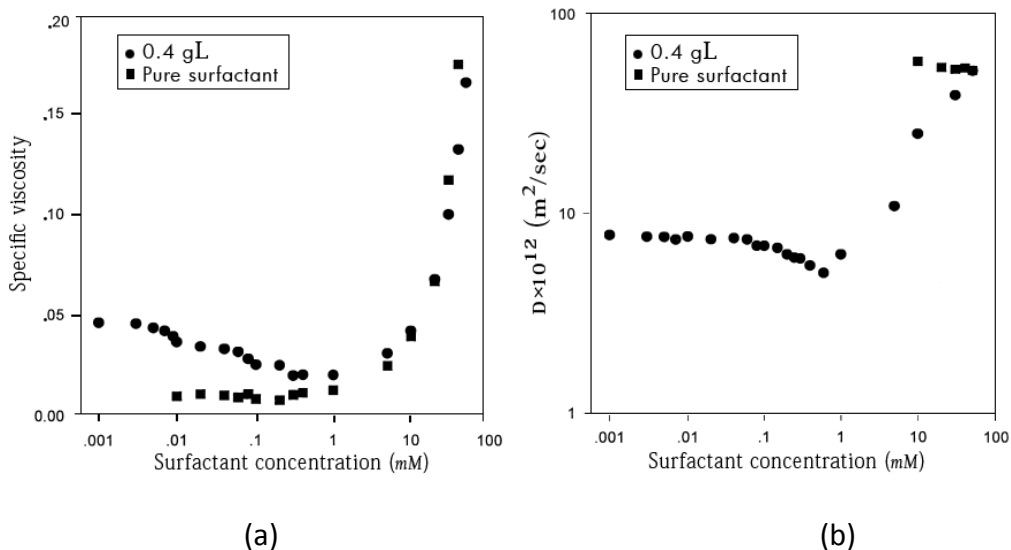 .20
.15
.10
.05
0.00
Specific viscosity
0.4 gL
Pure surfactant
.001 .01 .1 1 10 100
Surfactant concentration (mM)
(a)
100
10
1
D×10¹² (m²/sec)
0.4 gL
Pure surfactant
.001 .01 .1 1 10 100
Surfactant concentration (mM)
(b)